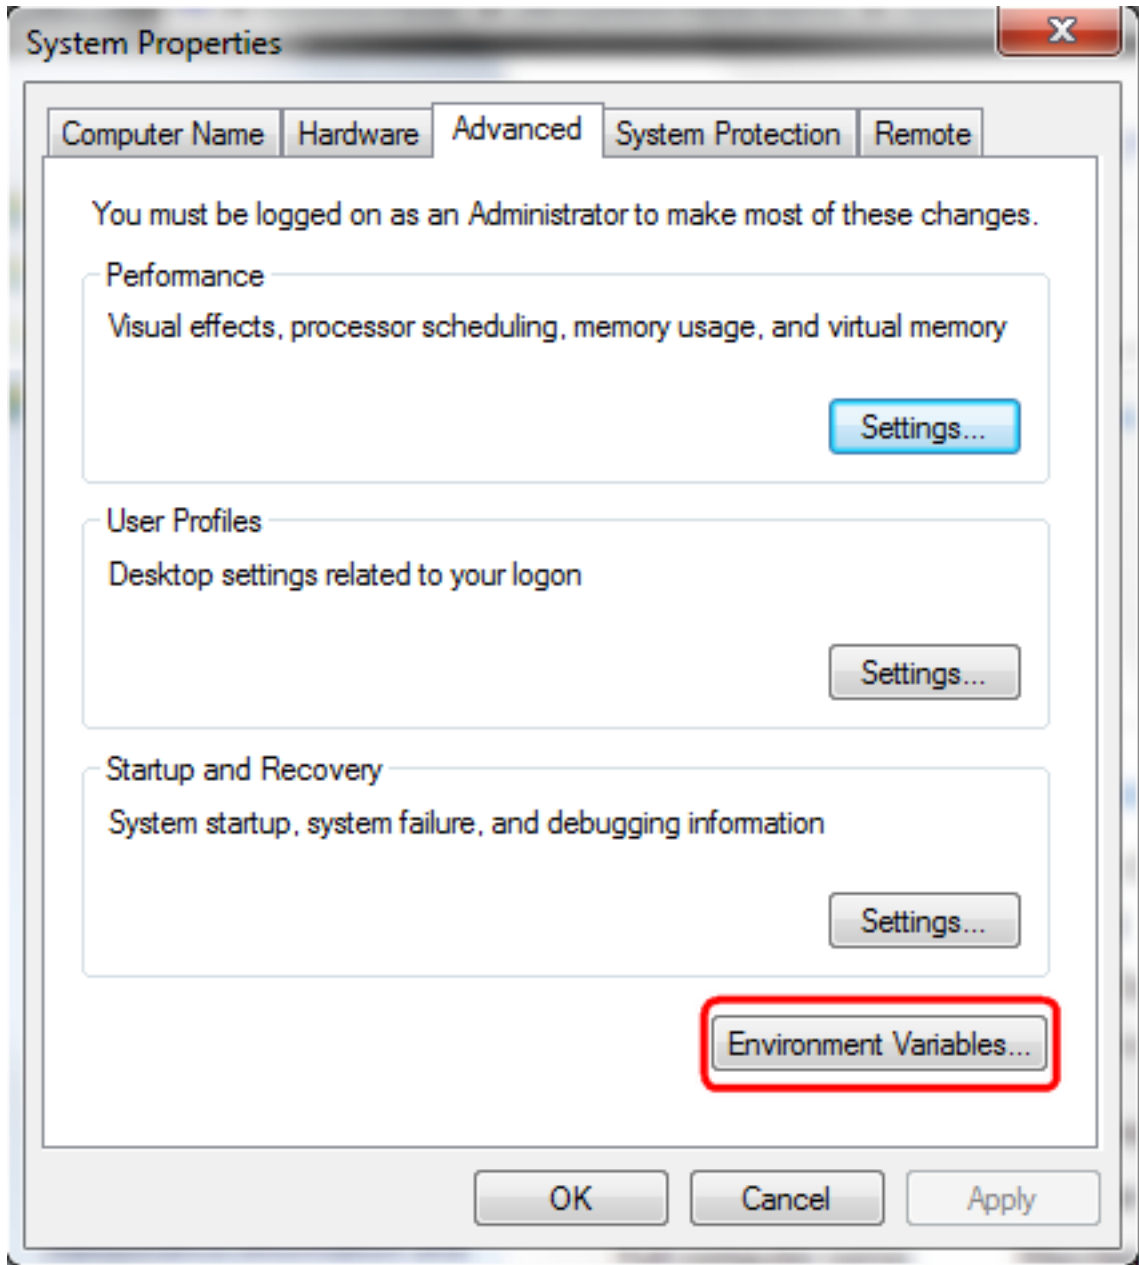 System Properties
Computer Name
Hardware
Advanced
System Protection
Remote
You must be logged on as an Administrator to make most of these changes.
Performance
Visual effects, processor scheduling, memory usage, and virtual memory
Settings...
User Profiles
Desktop settings related to your logon
Settings...
Startup and Recovery
System startup, system failure, and debugging information
Settings...
Environment Variables...
OK
Cancel
Apply